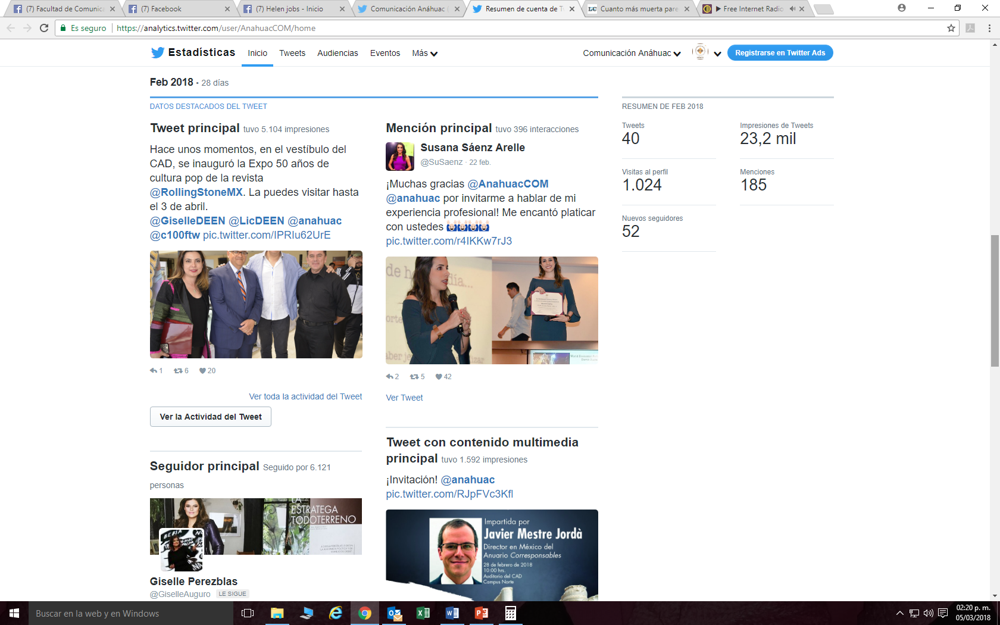 (7) Facultad de Comunica
(7) Facebook
(7) Helen jobs - Inicio
Comunicación Anáhuac (
Resumen de cuenta de T
Cuanto más muerta pare
Free Internet Radio
Es seguro
https://analytics.twitter.com/user/AnahuacCOM/home
Estadísticas
Inicio
Tweets
Audiencias
Eventos
Más
Comunicación Anáhuac
Registrarse en Twitter Ads
Feb 2018 • 28 días
DATOS DESTACADOS DEL TWEET
Tweet principal tuvo 5.104 impresiones
Hace unos momentos, en el vestíbulo del
CAD, se inauguró la Expo 50 años de
cultura pop de la revista
@RollingStoneMX. La puedes visitar hasta
el 3 de abril.
@GiselleDEEN @LicDEEN @anahuac
@c100ftw pic.twitter.com/IPRIu62UrE
1 6 20
Ver toda la actividad del Tweet
Ver la Actividad del Tweet
Seguidor principal Seguido por 6.121
personas
LA
ESTRATEGA
TODOTERRENO
Giselle Perezblas
@GiselleAuguro LE SIGUE
Mención principal tuvo 396 interacciones
Susana Sáenz Arelle
@SuSaenz · 22 feb.
¡Muchas gracias @AnahuacCOM
@anahuac por invitarme a hablar de mi
experiencia profesional! Me encantó platicar
con ustedes
pic.twitter.com/r4IKKw7rJ3
2 5 42
Ver Tweet
Tweet con contenido multimedia
principal tuvo 1.592 impresiones
¡Invitación! @anahuac
pic.twitter.com/RJpFVc3Kfl
Impartida por
Javier Mestre Jordà
Director en México del
Anuario Corresponsables
28 de febrero de 2018
10:00 hrs.
Auditorio del CAD
Campus Norte
RESUMEN DE FEB 2018
Tweets
40
Impresiones de Tweets
23,2 mil
Visitas al perfil
1.024
Menciones
185
Nuevos seguidores
52
Buscar en la web y en Windows
02:20 p. m.
05/03/2018